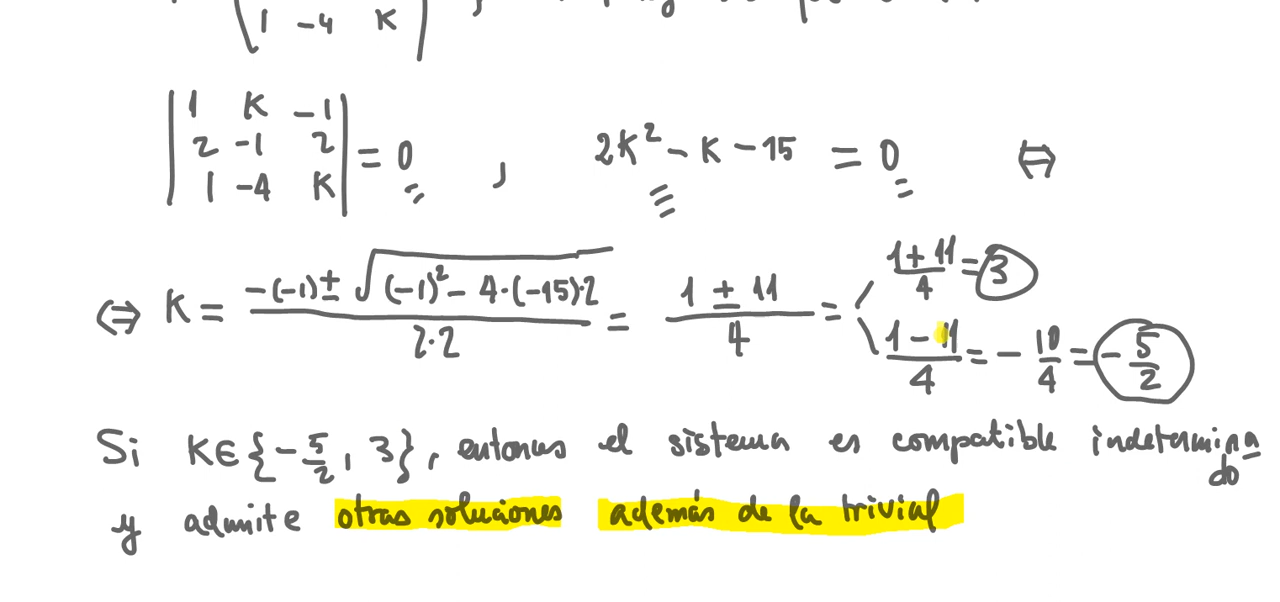 1 -4 K
| 1 K -1 |
| 2 -1 2 | = 0 , 2K² - K - 15 = 0 ⇔
| 1 -4 K |
⇔ K = (-(-1) ± √((-1)² - 4·(-15)·2)) / (2·2) = (1 ± 11) / 4 = < (1 + 11) / 4 = 3
(1 - 11) / 4 = - 10/4 = - 5/2
Si K ∈ {- 5/2 , 3}, entonces el sistema es compatible indeterminado
y admite otras soluciones además de la trivial